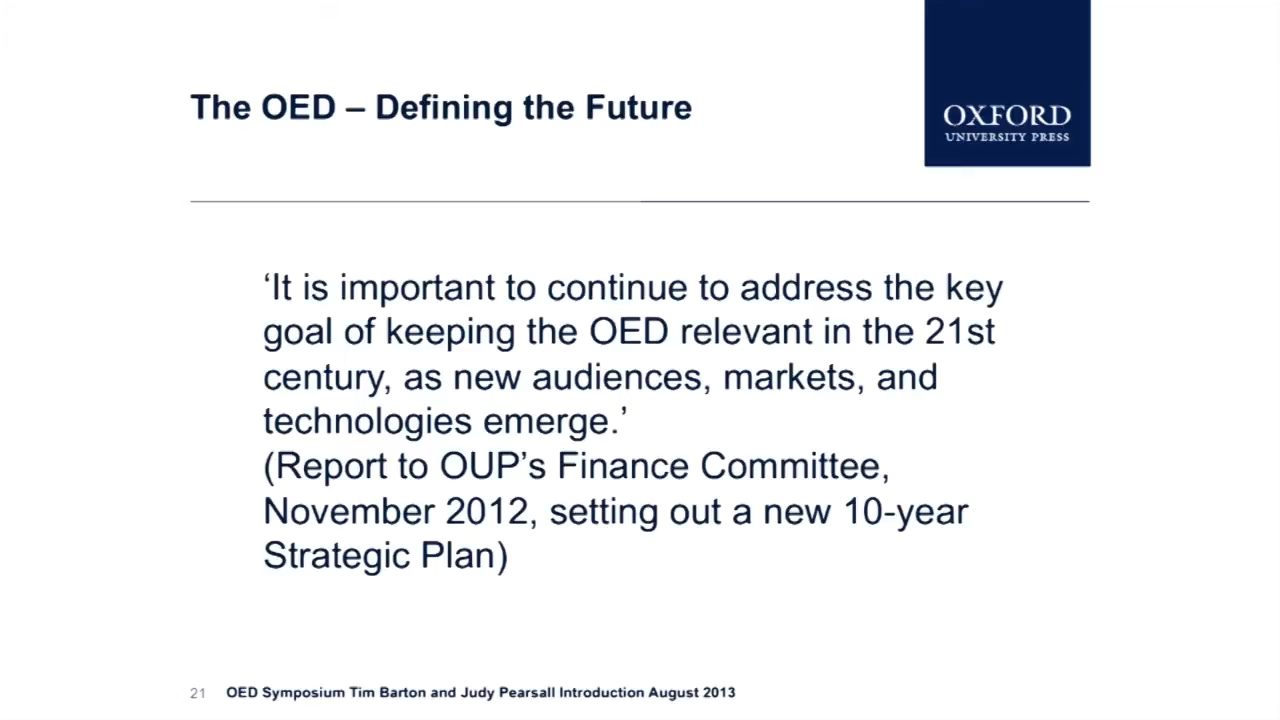 The OED – Defining the Future
OXFORD
UNIVERSITY PRESS
‘It is important to continue to address the key
goal of keeping the OED relevant in the 21st
century, as new audiences, markets, and
technologies emerge.’
(Report to OUP’s Finance Committee,
November 2012, setting out a new 10-year
Strategic Plan)
21 OED Symposium Tim Barton and Judy Pearsall Introduction August 2013